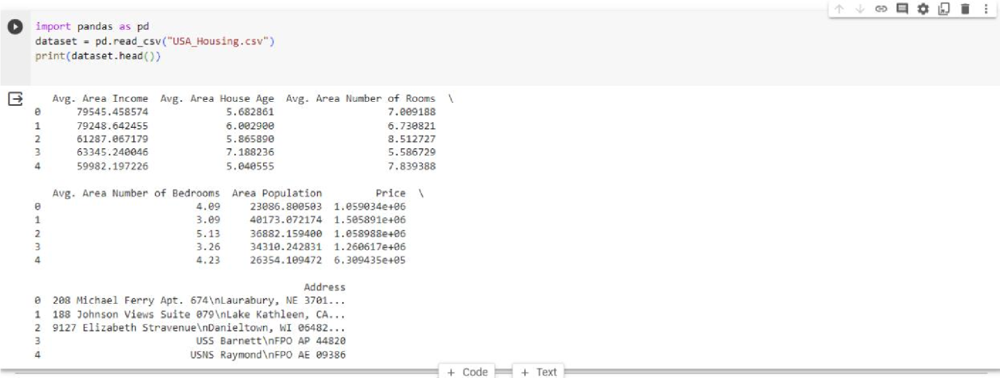 import pandas as pd
dataset = pd.read_csv("USA_Housing.csv")
print(dataset.head())
Avg. Area Income  Avg. Area House Age  Avg. Area Number of Rooms  \
0      79545.458574             5.682861                   7.009188
1      79248.642455             6.002900                   6.730821
2      61287.067179             5.865890                   8.512727
3      63345.240046             7.188236                   5.586729
4      59982.197226             5.040555                   7.839388
Avg. Area Number of Bedrooms  Area Population         Price  \
0                          4.09     23086.800503  1.059034e+06
1                          3.09     40173.072174  1.505891e+06
2                          5.13     36882.159400  1.058988e+06
3                          3.26     34310.242831  1.260617e+06
4                          4.23     26354.109472  6.309435e+05
Address
0  208 Michael Ferry Apt. 674\nLaurabury, NE 3701...
1  188 Johnson Views Suite 079\nLake Kathleen, CA...
2  9127 Elizabeth Stravenue\nDanieltown, WI 06482...
3                          USS Barnett\nFPO AP 44820
4                         USNS Raymond\nFPO AE 09386
+ Code  + Text